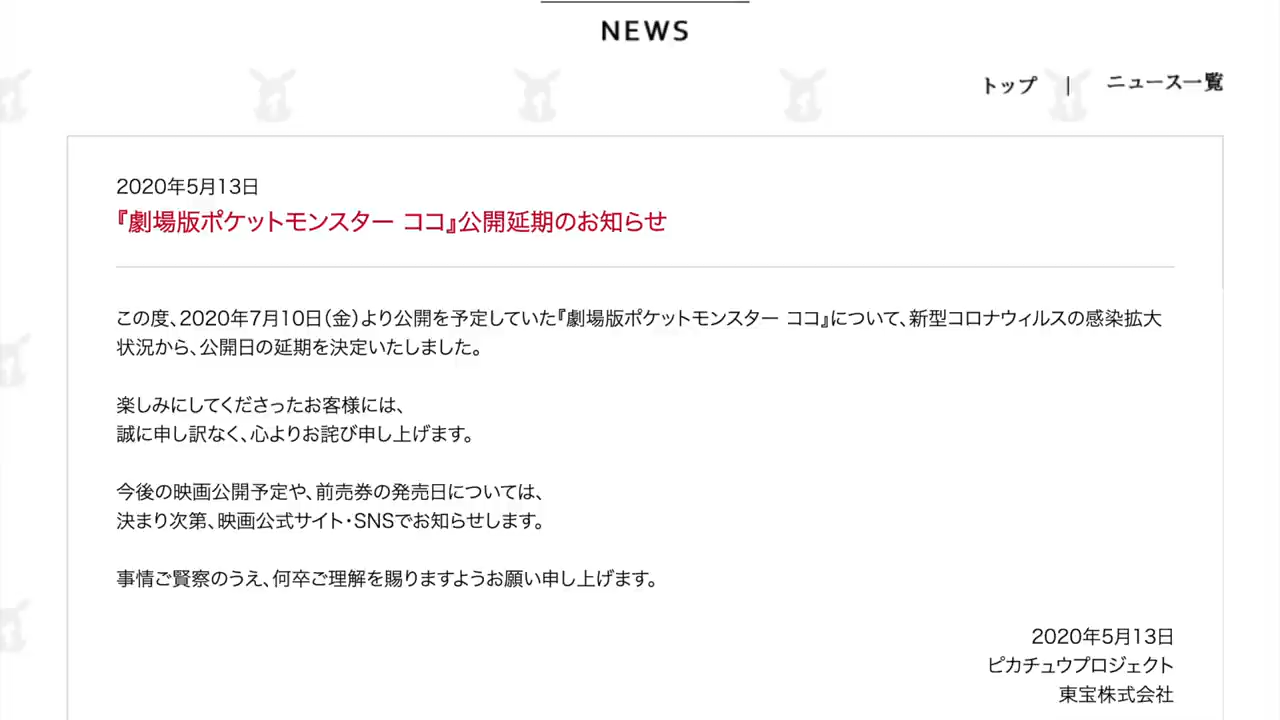 NEWS
トップ | ニュース一覧
2020年5月13日
『劇場版ポケットモンスター ココ』公開延期のお知らせ
この度、2020年7月10日（金）より公開を予定していた『劇場版ポケットモンスター ココ』について、新型コロナウィルスの感染拡大
状況から、公開日の延期を決定いたしました。
楽しみにしてくださったお客様には、
誠に申し訳なく、心よりお詫び申し上げます。
今後の映画公開予定や、前売券の発売日については、
決まり次第、映画公式サイト・SNSでお知らせします。
事情ご賢察のうえ、何卒ご理解を賜りますようお願い申し上げます。
2020年5月13日
ピカチュウプロジェクト
東宝株式会社